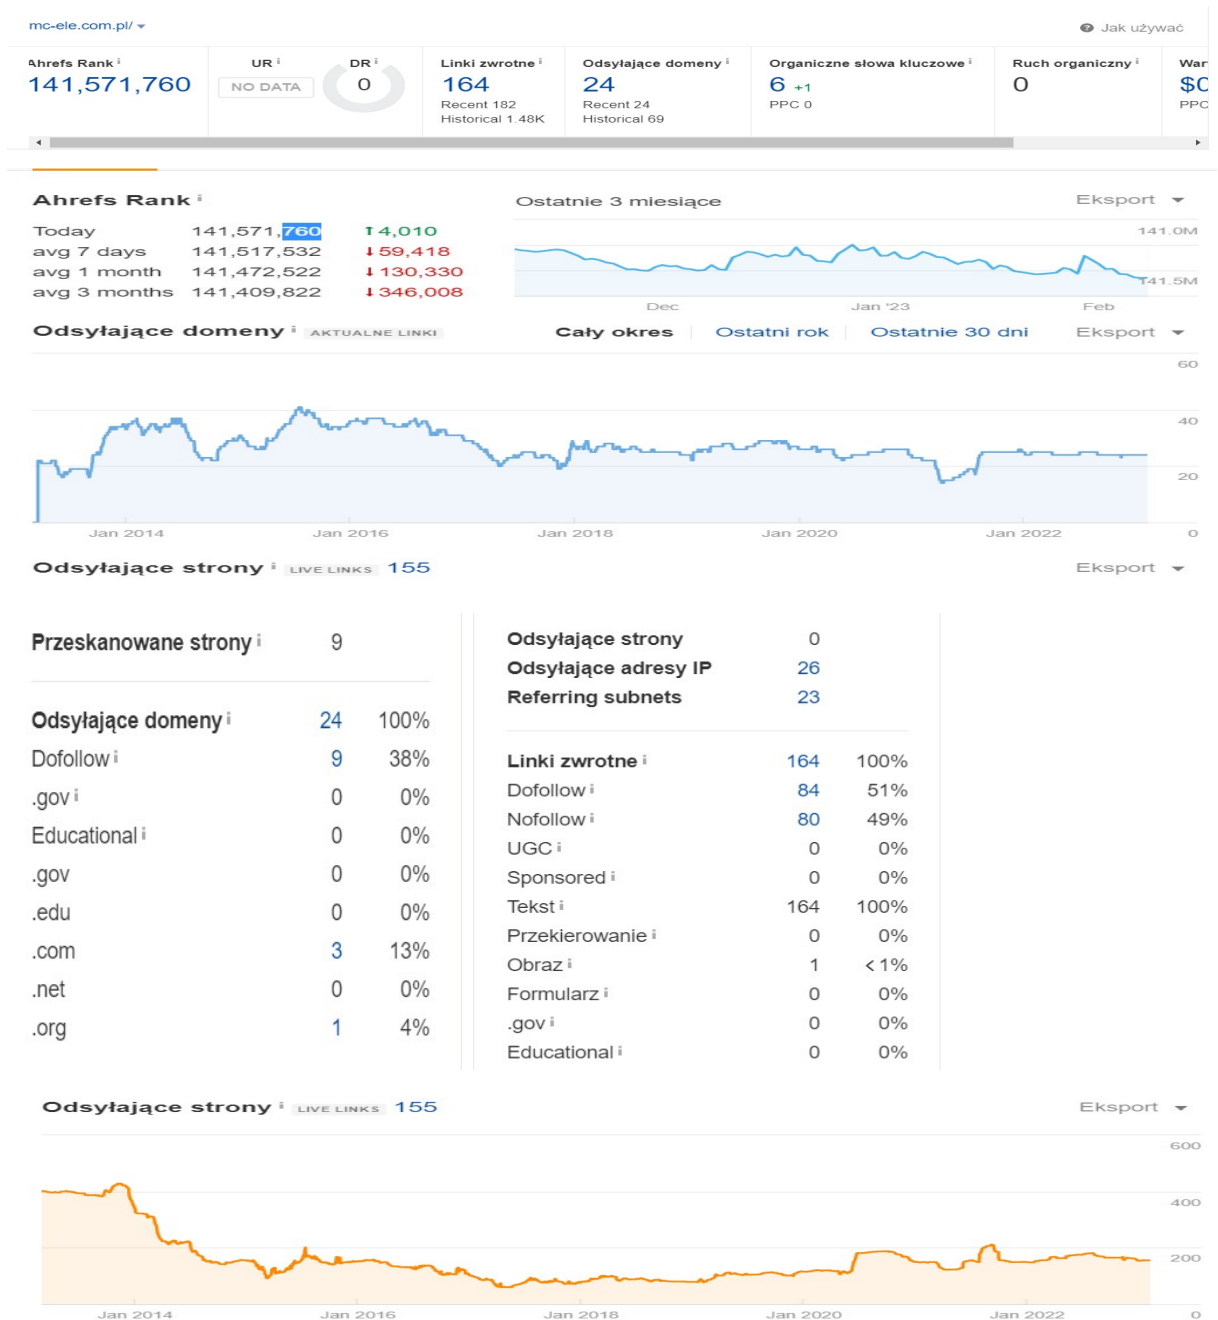 mc-ele.com.pl/
Jak używać
Ahrefs Rank i UR i DR i Linki zwrotne i Odsyłające domeny i Organiczne słowa kluczowe i Ruch organiczny i War
141,571,760 NO DATA 0 164 24 6 +1 0 $0
Recent 182 Recent 24 PPC 0 PPC
Historical 1.48K Historical 69
Ahrefs Rank i Ostatnie 3 miesiące Eksport
Today 141,571,760 ↑4,010 141.0M
avg 7 days 141,517,532 ↓59,418
avg 1 month 141,472,522 ↓130,330
avg 3 months 141,409,822 ↓346,008 141.5M
Dec Jan '23 Feb
Odsyłające domeny i AKTUALNE LINKI Cały okres Ostatni rok Ostatnie 30 dni Eksport
60
40
20
Jan 2014 Jan 2016 Jan 2018 Jan 2020 Jan 2022 0
Odsyłające strony i LIVE LINKS 155 Eksport
Przeskanowane strony i 9
Odsyłające domeny i 24 100%
Dofollow i 9 38%
.gov i 0 0%
Educational i 0 0%
.gov 0 0%
.edu 0 0%
.com 3 13%
.net 0 0%
.org 1 4%
Odsyłające strony 0
Odsyłające adresy IP 26
Referring subnets 23
Linki zwrotne i 164 100%
Dofollow i 84 51%
Nofollow i 80 49%
UGC i 0 0%
Sponsored i 0 0%
Tekst i 164 100%
Przekierowanie i 0 0%
Obraz i 1 <1%
Formularz i 0 0%
.gov i 0 0%
Educational i 0 0%
Odsyłające strony i LIVE LINKS 155 Eksport
600
400
200
Jan 2014 Jan 2016 Jan 2018 Jan 2020 Jan 2022 0